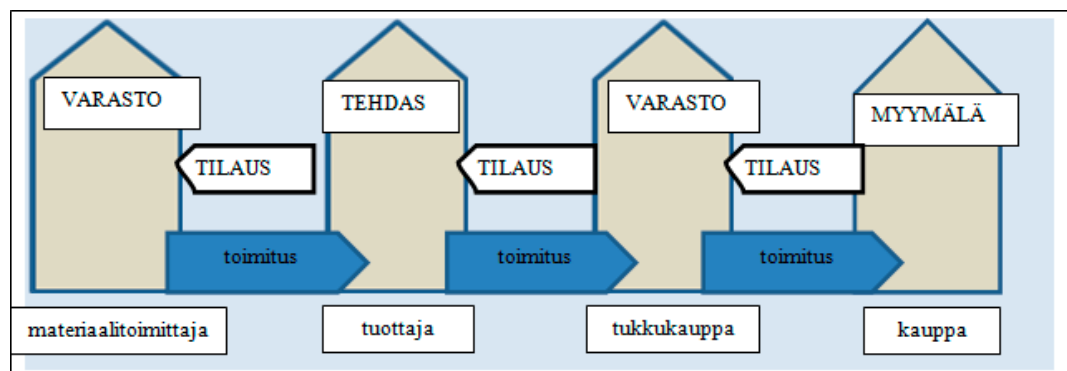 VARASTO
TEHDAS
VARASTO
MYYMÄLÄ
TILAUS
TILAUS
TILAUS
toimitus
toimitus
toimitus
materiaalitoimittaja
tuottaja
tukkukauppa
kauppa